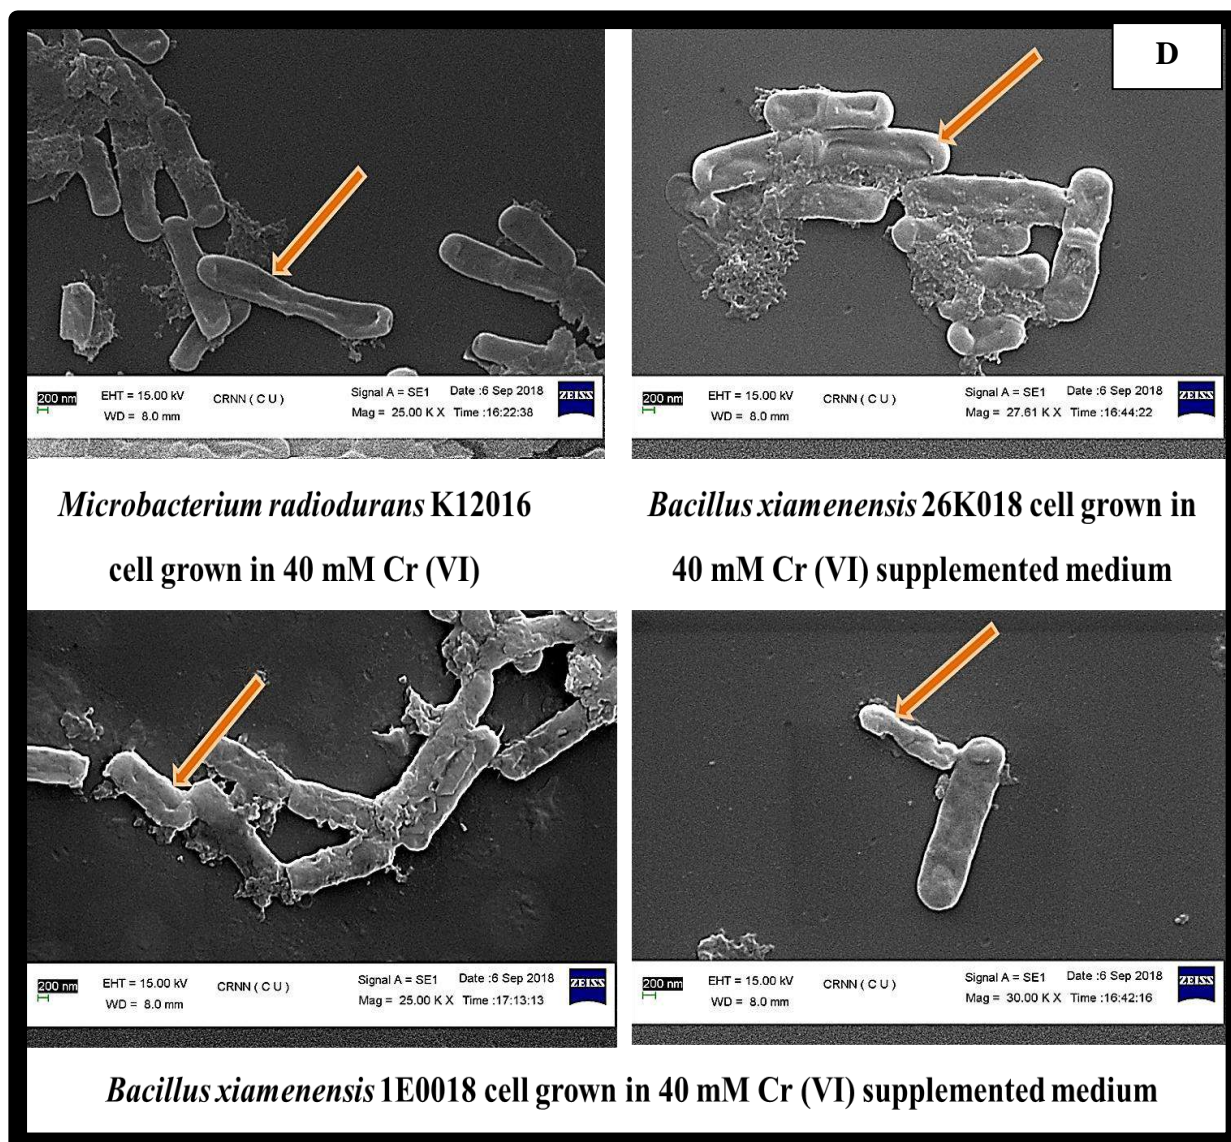 D
200 nm EHT = 15.00 kV CRNN ( C U ) Signal A = SE1 Date :6 Sep 2018 ZEISS
WD = 8.0 mm Mag = 25.00 K X Time :16:22:38
200 nm EHT = 15.00 kV CRNN ( C U ) Signal A = SE1 Date :6 Sep 2018 ZEISS
WD = 8.0 mm Mag = 27.61 K X Time :16:44:22
Microbacterium radiodurans K12016
cell grown in 40 mM Cr (VI)
Bacillus xiamenensis 26K018 cell grown in
40 mM Cr (VI) supplemented medium
200 nm EHT = 15.00 kV CRNN ( C U ) Signal A = SE1 Date :6 Sep 2018 ZEISS
WD = 8.0 mm Mag = 25.00 K X Time :17:13:13
200 nm EHT = 15.00 kV CRNN ( C U ) Signal A = SE1 Date :6 Sep 2018 ZEISS
WD = 8.0 mm Mag = 30.00 K X Time :16:42:16
Bacillus xiamenensis 1E0018 cell grown in 40 mM Cr (VI) supplemented medium